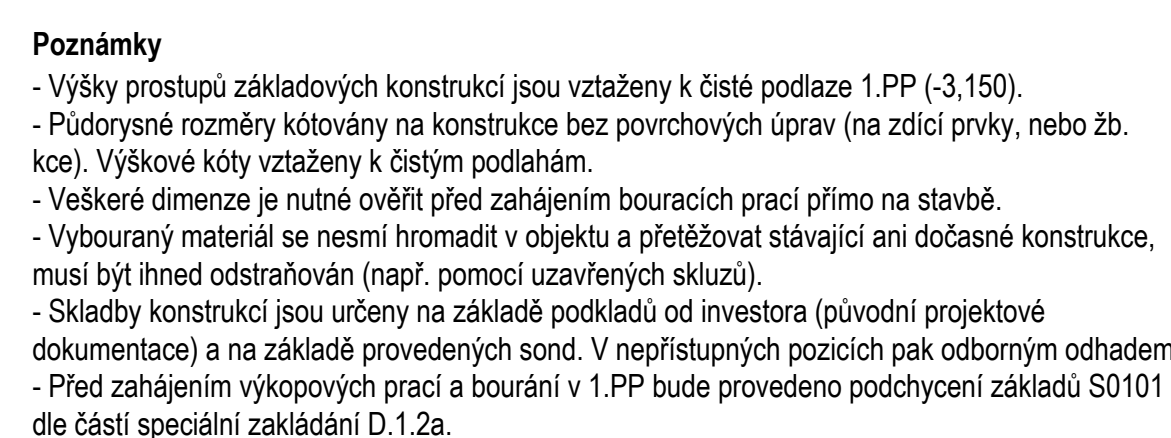 Poznámky
- Výšky prostupů základových konstrukcí jsou vztaženy k čisté podlaze 1.PP (-3,150).
- Půdorysné rozměry kótovány na konstrukce bez povrchových úprav (na zdící prvky, nebo žb.
kce). Výškové kóty vztaženy k čistým podlahám.
- Veškeré dimenze je nutné ověřit před zahájením bouracích prací přímo na stavbě.
- Vybouraný materiál se nesmí hromadit v objektu a přetěžovat stávající ani dočasné konstrukce,
musí být ihned odstraňován (např. pomocí uzavřených skluzů).
- Skladby konstrukcí jsou určeny na základě podkladů od investora (původní projektové
dokumentace) a na základě provedených sond. V nepřístupných pozicích pak odborným odhadem
- Před zahájením výkopových prací a bourání v 1.PP bude provedeno podchycení základů S0101
dle částí speciální zakládání D.1.2a.